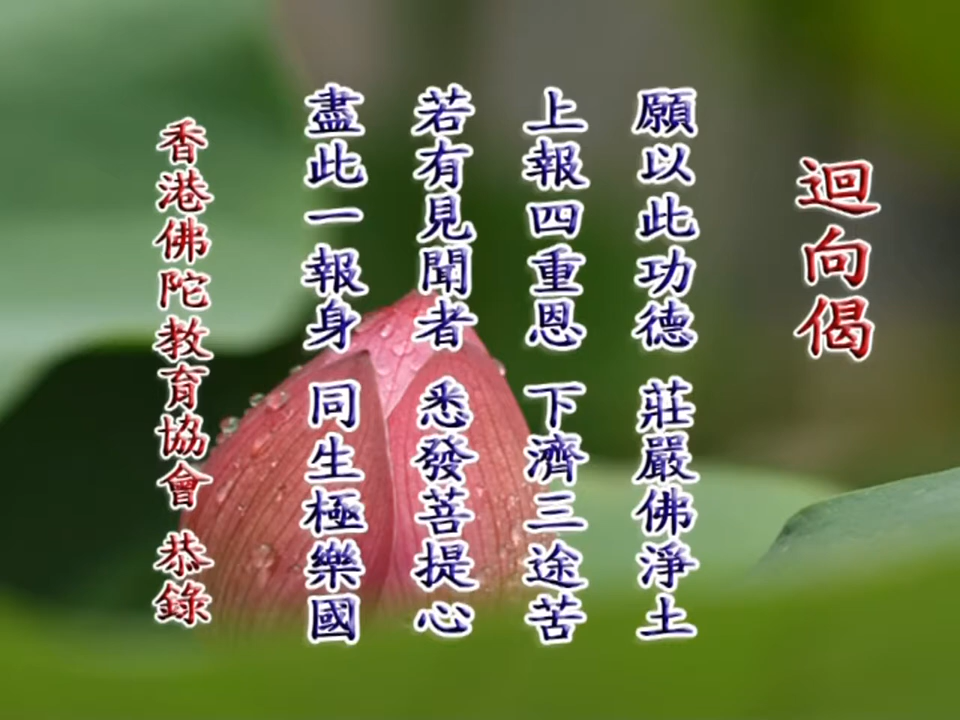 迴向偈
願以此功德 莊嚴佛淨土
上報四重恩 下濟三途苦
若有見聞者 悉發菩提心
盡此一報身 同生極樂國
香港佛陀教育協會 恭錄